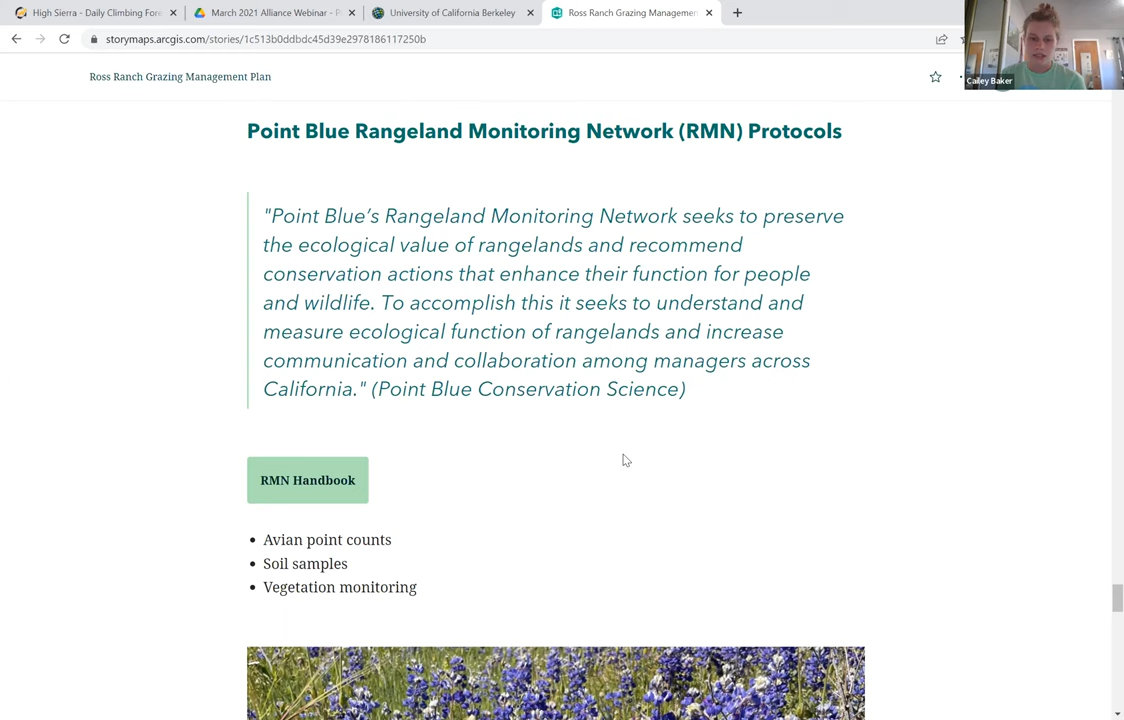 High Sierra - Daily Climbing For
March 2021 Alliance Webinar - P
University of California Berkeley
Ross Ranch Grazing Managemen
storymaps.arcgis.com/stories/1c513b0ddbdc45d39e2978186117250b
Cailey Baker
Ross Ranch Grazing Management Plan
Point Blue Rangeland Monitoring Network (RMN) Protocols
"Point Blue’s Rangeland Monitoring Network seeks to preserve
the ecological value of rangelands and recommend
conservation actions that enhance their function for people
and wildlife. To accomplish this it seeks to understand and
measure ecological function of rangelands and increase
communication and collaboration among managers across
California." (Point Blue Conservation Science)
RMN Handbook
• Avian point counts
• Soil samples
• Vegetation monitoring